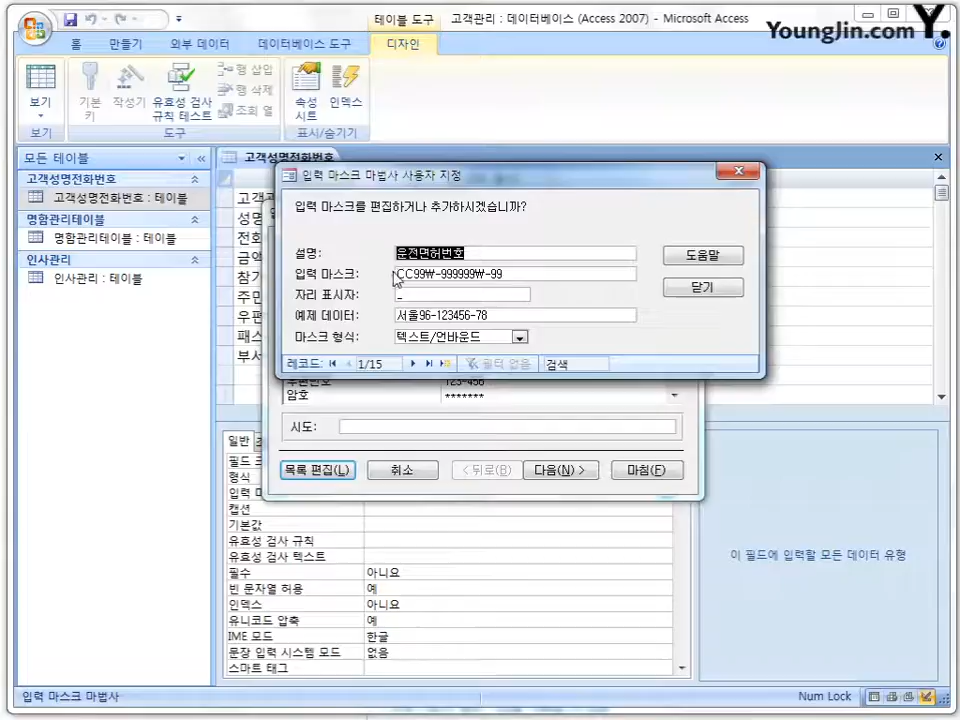 테이블 도구
고객관리 : 데이터베이스 (Access 2007) - Microsoft Access
YoungJin.com Y.
홈 만들기 외부 데이터 데이터베이스 도구 디자인
보기
기본 키
작성기
유효성 검사 규칙 테스트
행 삽입
행 삭제
조회 열
속성 시트
인덱스
보기 도구 표시/숨기기
모든 테이블
고객성명전화번호
고객성명전화번호
고객성명전화번호 : 테이블
명함관리테이블
명함관리테이블 : 테이블
인사관리
인사관리 : 테이블
입력 마스크 마법사 사용자 지정
입력 마스크를 편집하거나 추가하시겠습니까?
설명: 운전면허번호
입력 마스크: CC99₩-999999₩-99
자리 표시자: _
예제 데이터: 서울96-123456-78
마스크 형식: 텍스트/언바운드
도움말
닫기
레코드: 1/15 필터 없음 검색
우편번호 123-456
암호 *******
시도:
목록 편집(L) 취소 < 뒤로(B) 다음(N) > 마침(F)
일반
형식
캡션
기본값
유효성 검사 규칙
유효성 검사 텍스트
필수 아니요
빈 문자열 허용 예
인덱스 아니요
유니코드 압축 예
IME 모드 한글
문장 입력 시스템 모드 없음
스마트 태그
이 필드에 입력할 모든 데이터 유형
입력 마스크 마법사
Num Lock